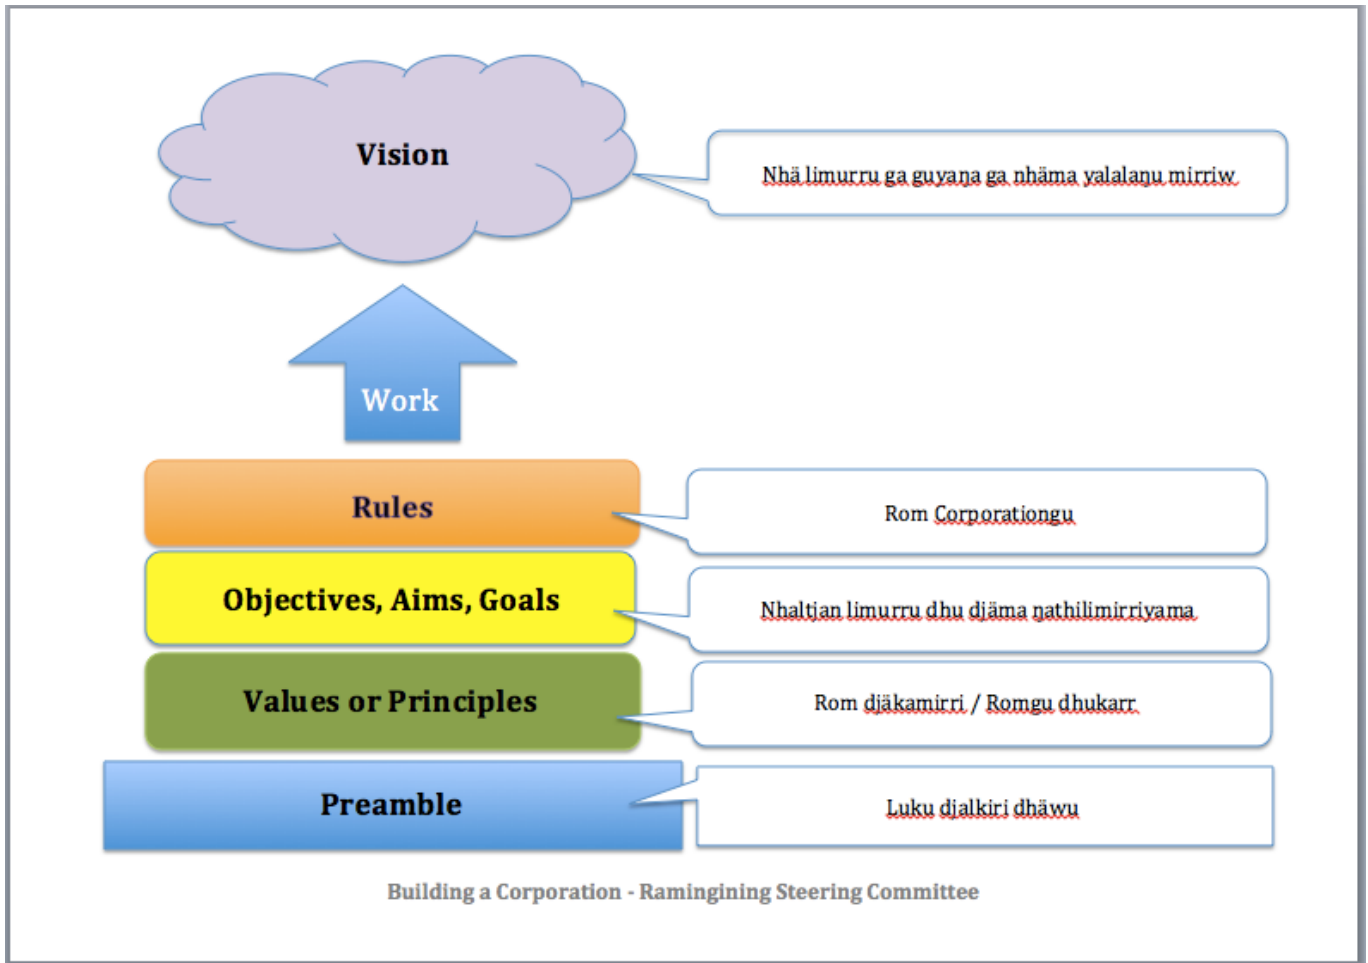 Vision
Nhä limurru ga guyaŋa ga nhäma yalalaŋu mirriw
Work
Rules
Rom Corporationgu
Objectives, Aims, Goals
Nhaltjan limurru dhu djäma ŋathilimirriyama
Values or Principles
Rom djäkamirri / Romgu dhukarr
Preamble
Luku djalkiri dhäwu
Building a Corporation - Ramingining Steering Committee